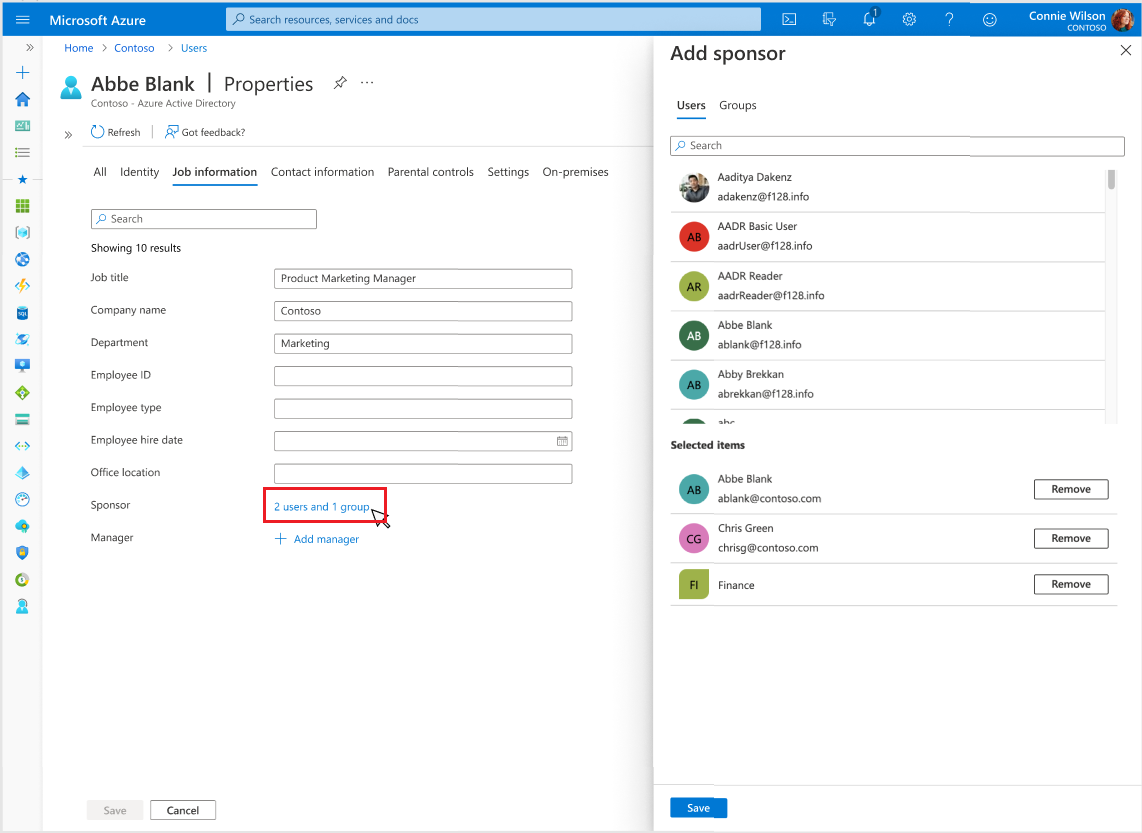 Microsoft Azure
Search resources, services and docs
1
Connie Wilson
CONTOSO
Home > Contoso > Users
Abbe Blank | Properties
Contoso - Azure Active Directory
Refresh
Got feedback?
All Identity Job information Contact information Parental controls Settings On-premises
Search
Showing 10 results
Job title
Product Marketing Manager
Company name
Contoso
Department
Marketing
Employee ID
Employee type
Employee hire date
Office location
Sponsor
2 users and 1 group
Manager
Add manager
Save
Cancel
Add sponsor
Users Groups
Search
Aaditya Dakenz
adakenz@f128.info
AB
AADR Basic User
aadrUser@f128.info
AR
AADR Reader
aadrReader@f128.info
AB
Abbe Blank
ablank@f128.info
AB
Abby Brekkan
abrekkan@f128.info
abc
Selected items
AB
Abbe Blank
ablank@contoso.com
Remove
CG
Chris Green
chrisg@contoso.com
Remove
FI
Finance
Remove
Save